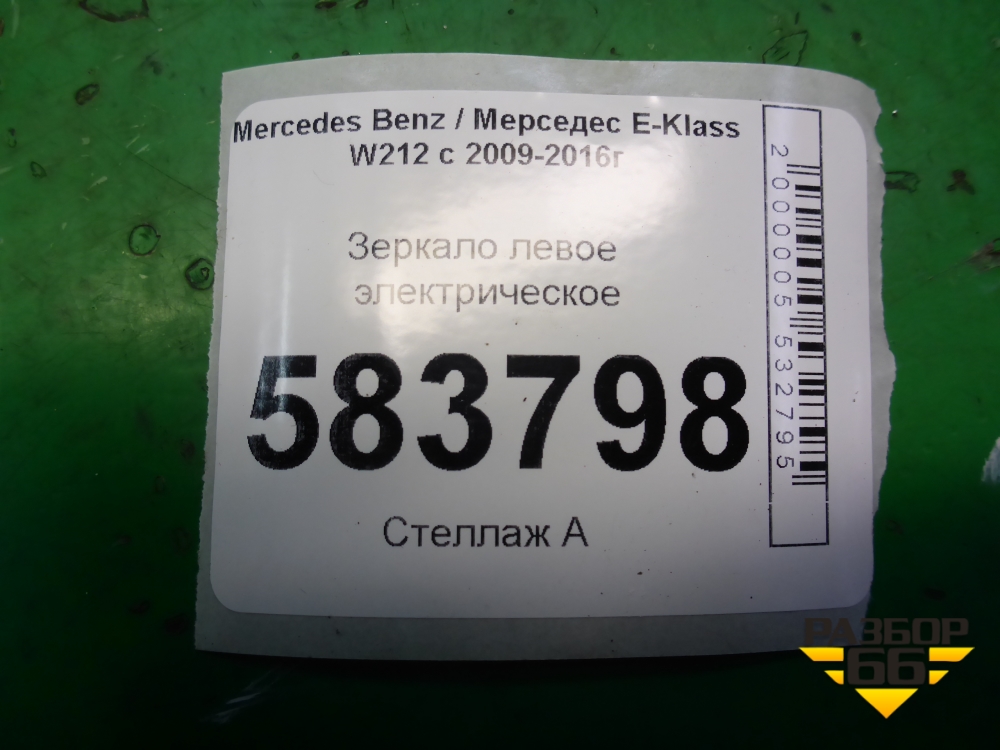 Mercedes Benz / Мерседес E-Klass
W212 с 2009-2016г
Зеркало левое
электрическое
583798
Стеллаж А
2000005532795
РАЗБОР
66